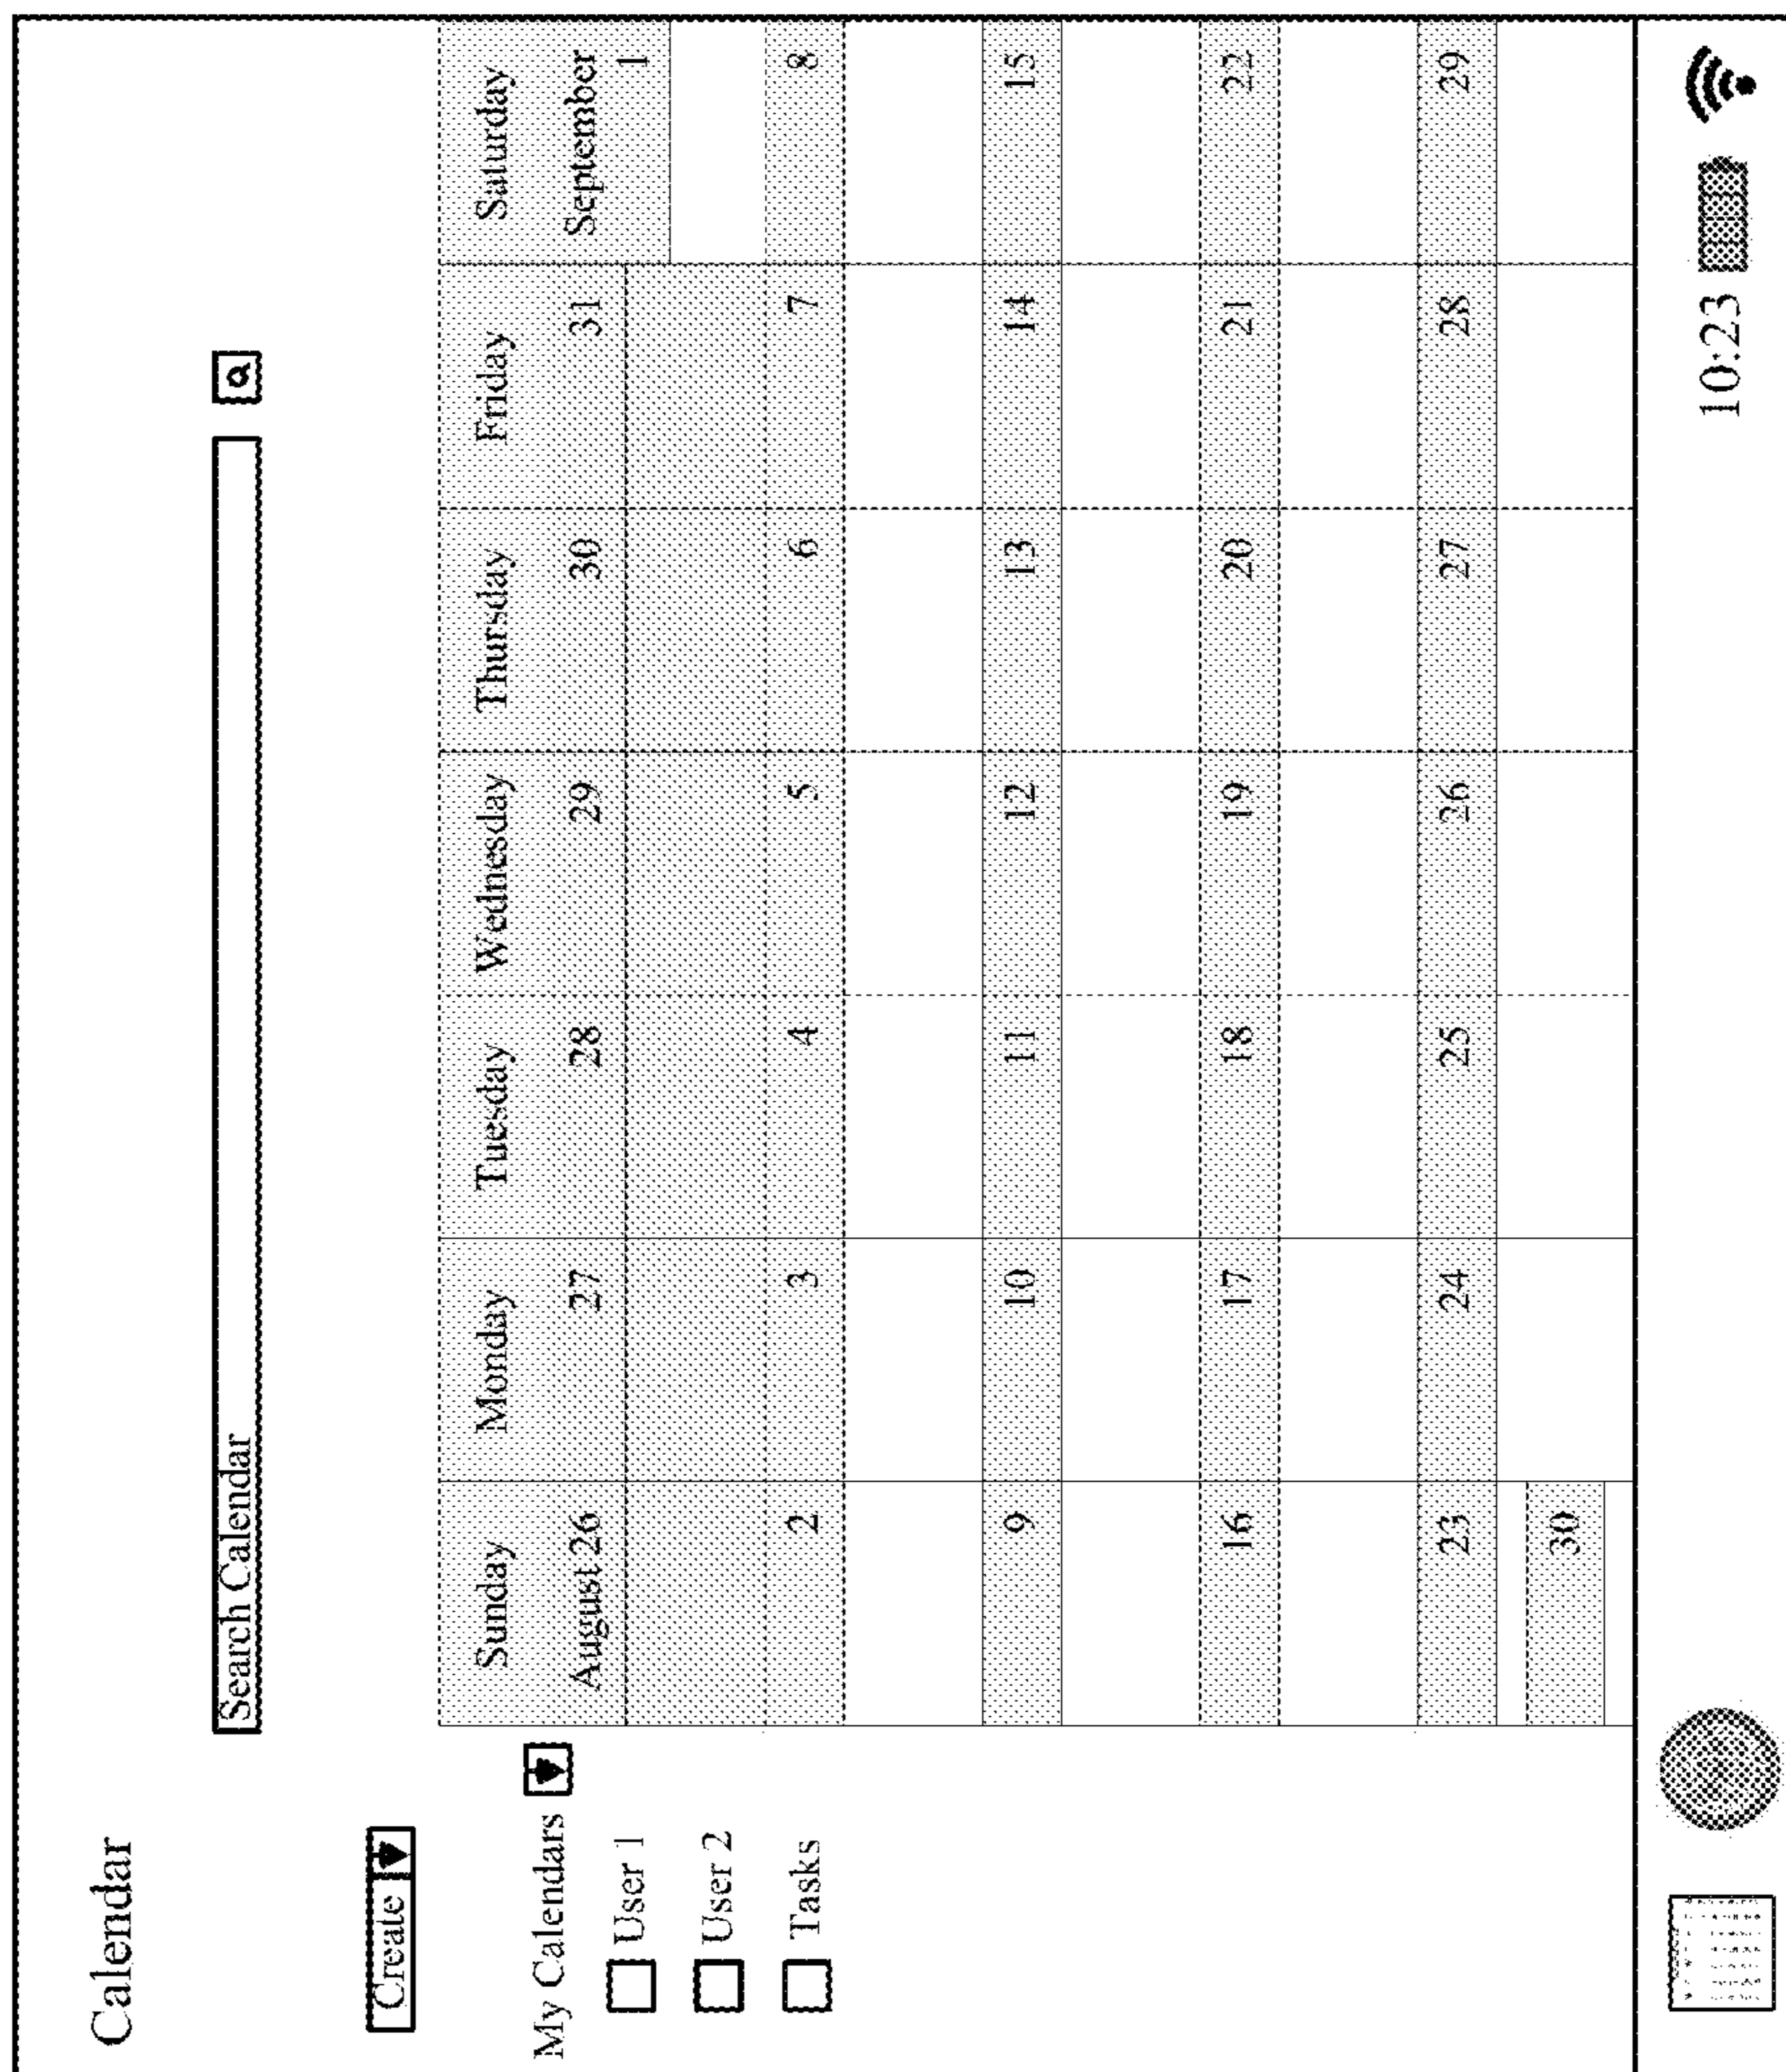 Calendar
Search Calendar
Create
My Calendars
User 1
User 2
Tasks
Sunday Monday Tuesday Wednesday Thursday Friday Saturday
August 26 27 28 29 30 31 September
1
2 3 4 5 6 7 8
9 10 11 12 13 14 15
16 17 18 19 20 21 22
23 24 25 26 27 28 29
30
10:23